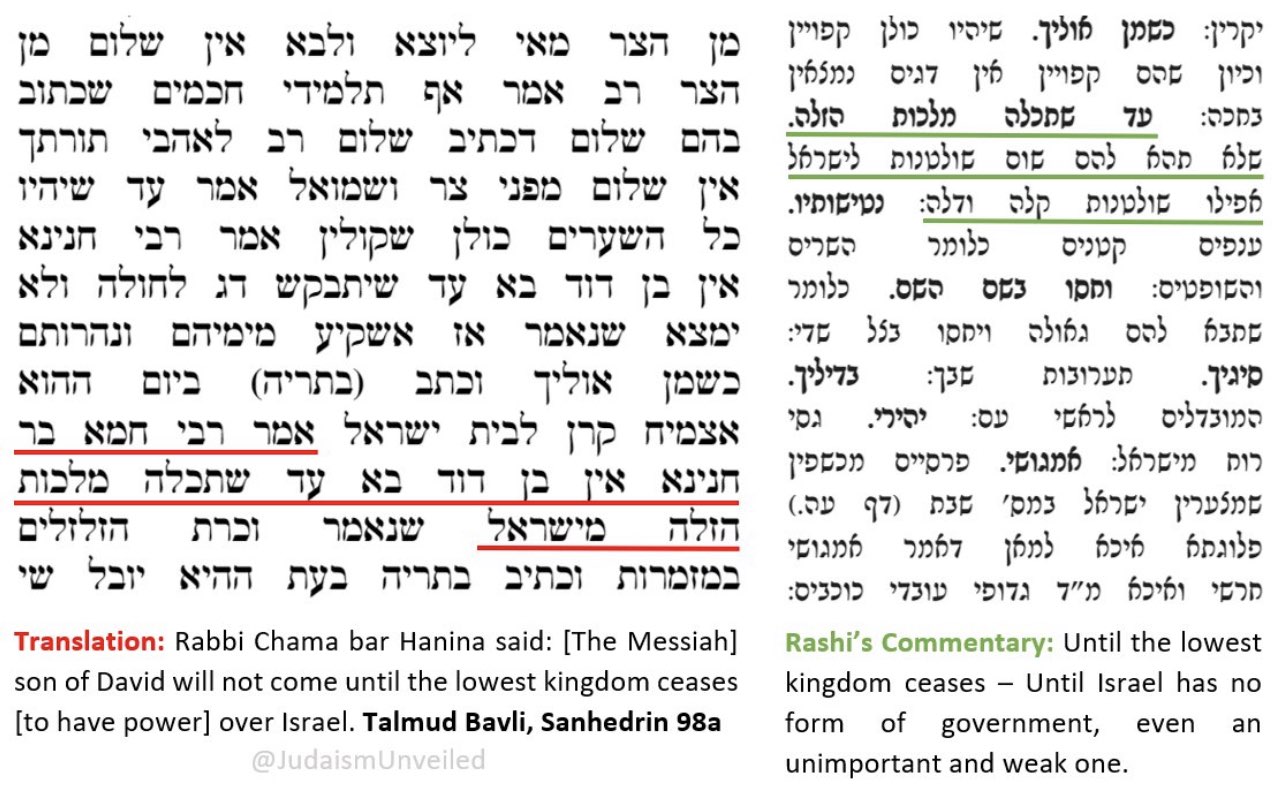 מן הצר מאי ליוצא ולבא אין שלום מן
הצר רב אמר אף תלמידי חכמים שכתוב
בהם שלום דכתיב שלום רב לאהבי תורתך
אין שלום מפני צר ושמואל אמר עד שיהיו
כל השערים כולן שקולין אמר רבי חנינא
אין בן דוד בא עד שיתבקש דג לחולה ולא
ימצא שנאמר אז אשקיע מימיהם ונהרותם
כשמן אוליך וכתב (בתריה) ביום ההוא
אצמיח קרן לבית ישראל אמר רבי חמא בר
חנינא אין בן דוד בא עד שתכלה מלכות
הזלה מישראל שנאמר וכרת הזלזלים
במזמרות וכתיב בתריה בעת ההיא יובל שי
Translation: Rabbi Chama bar Hanina said: [The Messiah]
son of David will not come until the lowest kingdom ceases
[to have power] over Israel. Talmud Bavli, Sanhedrin 98a
@JudaismUnveiled
יקרין: כשמן אוליך. שיהיו כולן קפויין
וכיון שהם קפויין אין דגים נמצאין
בחכה: עד שתכלה מלכות הזלה.
שלא תהא להם שום שולטנות לישראל
אפילו שולטנות קלה ודלה: נטישותיו.
ענפים קטנים כלומר השרים
והשופטים: וחסו בשם השם. כלומר
שתבא להם גאולה ויחסו בצל שדי:
סיגיך. תערובות שבך: בדיליך.
המובדלים לראשי עם: יהירי. גסי
רוח מישראל: אמגושי. פרסיים מכשפין
שמצערין ישראל במס׳ שבת (דף עה.)
פלוגתא איכא למאן דאמר אמגושי
חרשי ואיכא מ״ד גדופי עובדי כוכבים:
Rashi’s Commentary: Until the lowest
kingdom ceases – Until Israel has no
form of government, even an
unimportant and weak one.